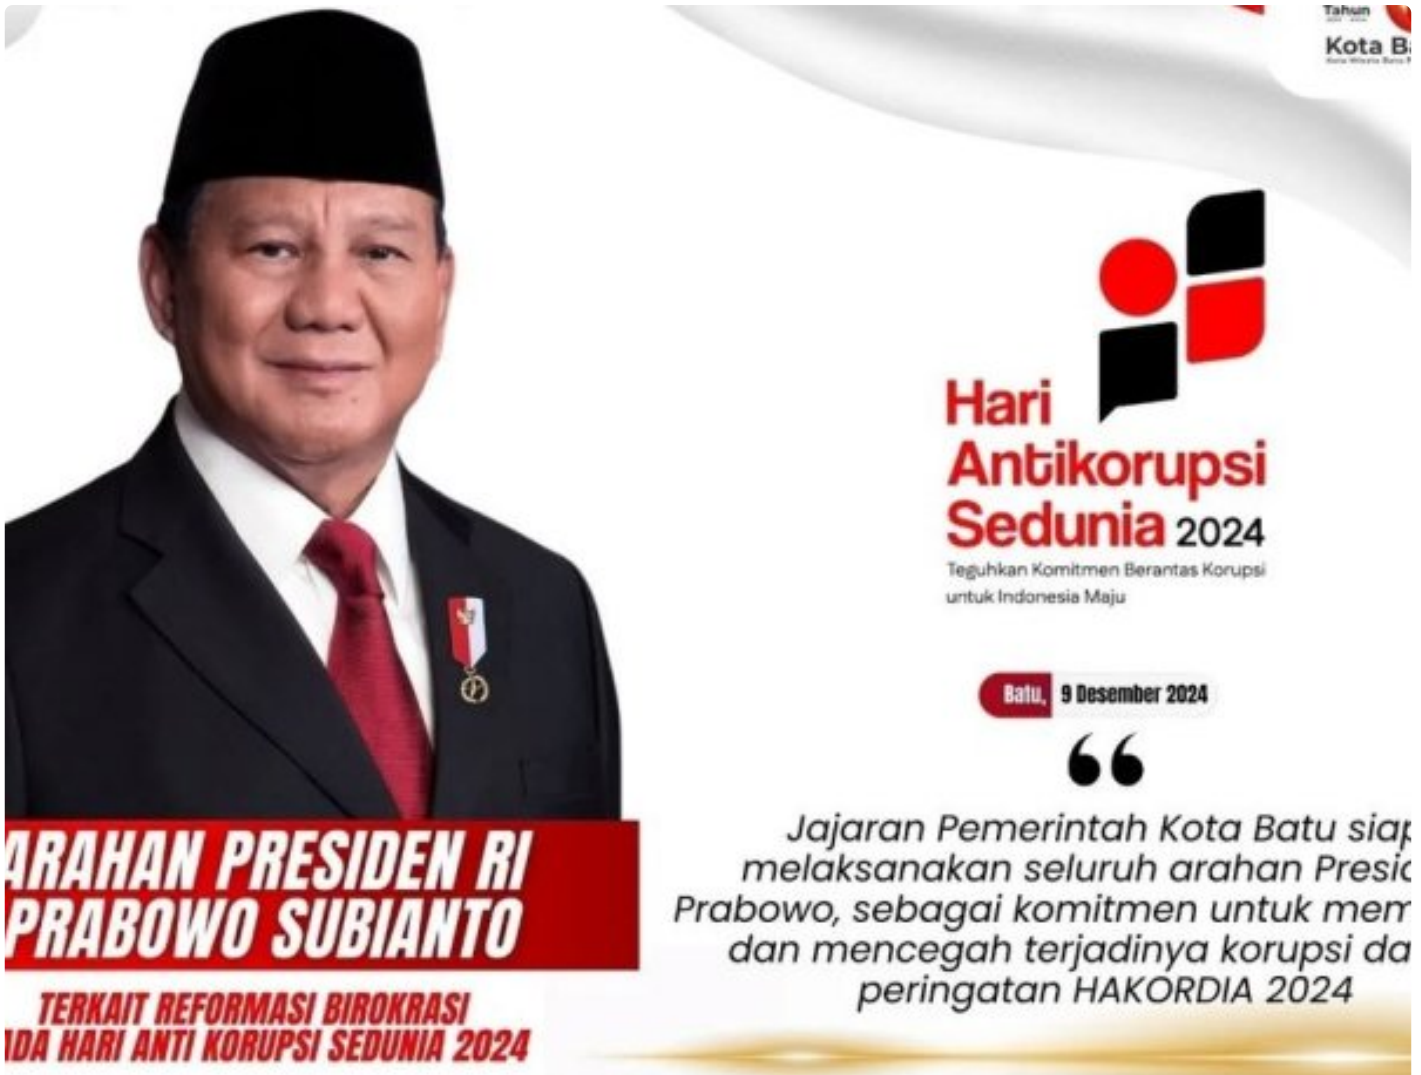 Tahun
Kota
Hari
Antikorupsi
Sedunia 2024
Teguhkan Komitmen Berantas Korupsi
untuk Indonesia Maju
Batu, 9 Desember 2024
“
Jajaran Pemerintah Kota Batu siap
melaksanakan seluruh arahan
Prabowo, sebagai komitmen untuk
dan mencegah terjadinya korupsi
peringatan HAKORDIA 2024
ARAHAN PRESIDEN RI
PRABOWO SUBIANTO
TERKAIT REFORMASI BIROKRASI
HARI ANTI KORUPSI SEDUNIA 2024